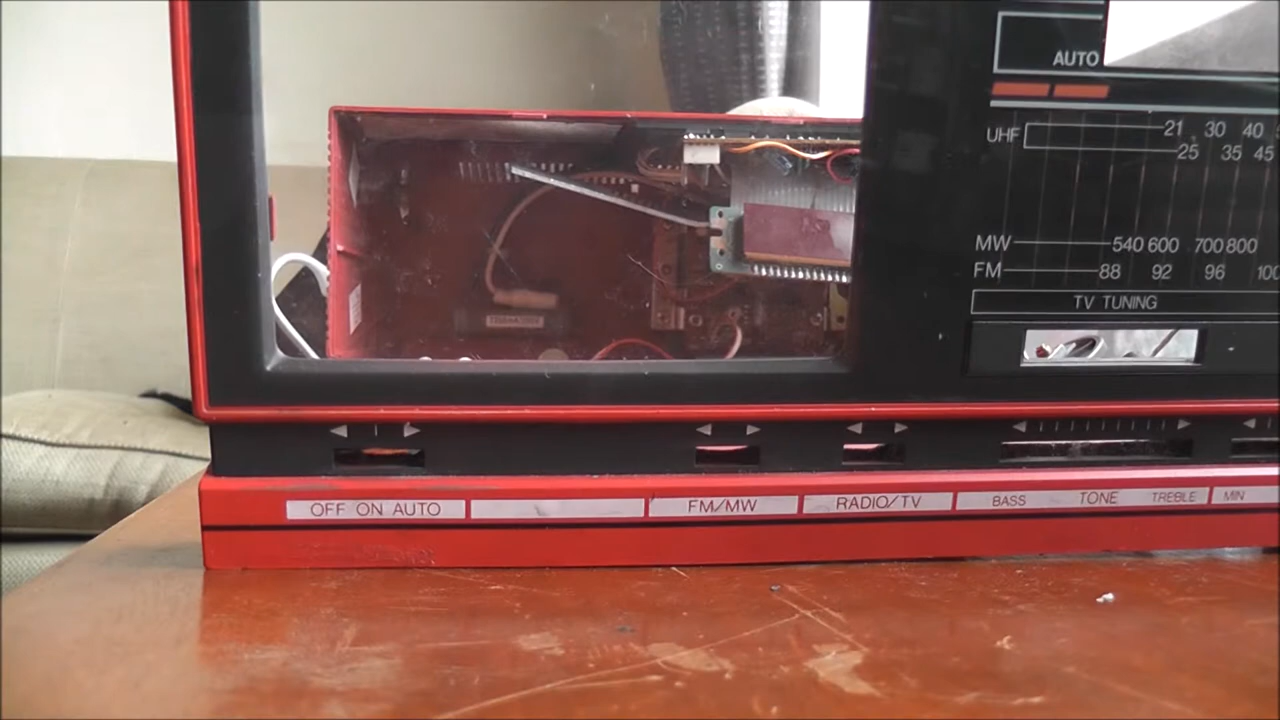 AUTO
UHF 21 30 40
25 35 45
MW 540 600 700 800
FM 88 92 96 100
TV TUNING
OFF ON AUTO
FM/MW
RADIO/TV
BASS TONE TREBLE
MIN